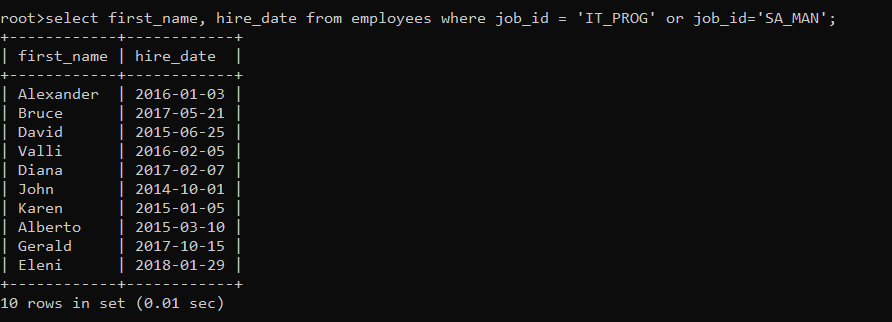 root>select first_name, hire_date from employees where job_id = 'IT_PROG' or job_id='SA_MAN';
+------------+------------+
| first_name | hire_date  |
+------------+------------+
| Alexander  | 2016-01-03 |
| Bruce      | 2017-05-21 |
| David      | 2015-06-25 |
| Valli      | 2016-02-05 |
| Diana      | 2017-02-07 |
| John       | 2014-10-01 |
| Karen      | 2015-01-05 |
| Alberto    | 2015-03-10 |
| Gerald     | 2017-10-15 |
| Eleni      | 2018-01-29 |
+------------+------------+
10 rows in set (0.01 sec)